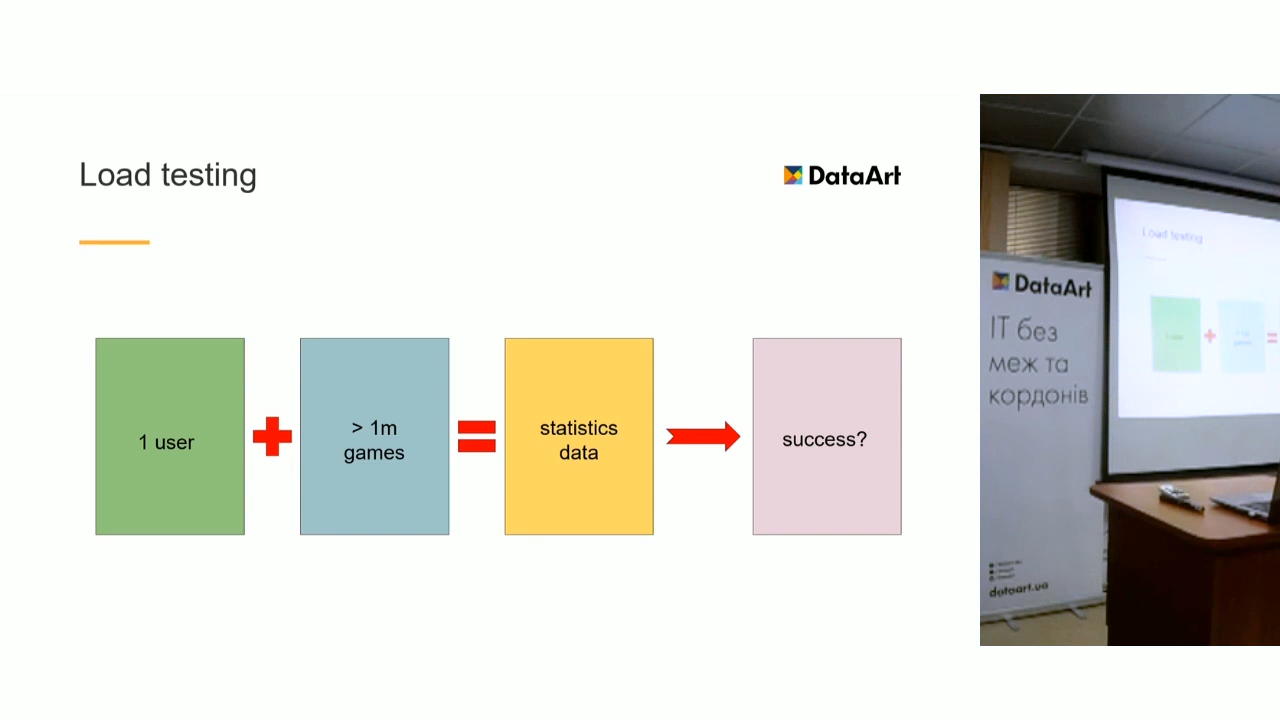 Load testing
DataArt
1 user
> 1m
games
statistics
data
success?
DataArt
IT без
меж та
кордонів
dataart.ua
Load testing